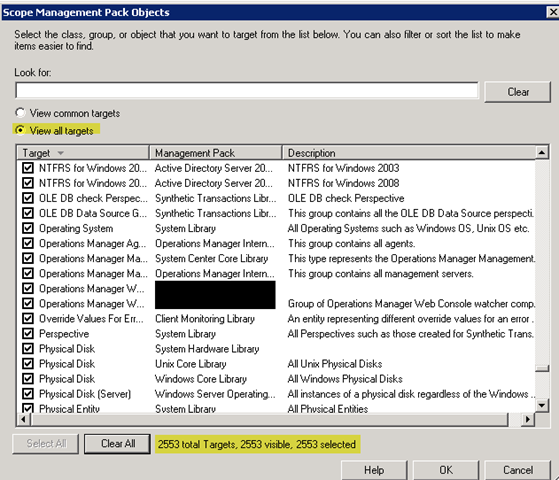 Scope Management Pack Objects
Select the class, group, or object that you want to target from the list below. You can also filter or sort the list to make
items easier to find.
Look for:
Clear
View common targets
View all targets
Target Management Pack Description
NTFRS for Windows 20... Active Directory Server 20... NTFRS for Windows 2003
NTFRS for Windows 20... Active Directory Server 20... NTFRS for Windows 2008
OLE DB check Perspec... Synthetic Transactions Libr... OLE DB check Perspective
OLE DB Data Source G... Synthetic Transactions Libr... This group contains all the OLE DB Data Source perspecti...
Operating System System Library All Operating Systems such as Windows OS, Unix OS etc.
Operations Manager Ag... Operations Manager Intern... This group contains all agents.
Operations Manager Ma... System Center Core Library This type represents the Operations Manager Management...
Operations Manager Ma... Operations Manager Intern... This group contains all management servers.
Operations Manager W...
Operations Manager W... Group of Operations Manager Web Console watcher comp...
Override Values For Err... Client Monitoring Library An entity representing different override values for an error ...
Perspective System Library All Perspectives such as those created for Synthetic Trans...
Physical Disk System Hardware Library
Physical Disk Unix Core Library All Unix Physical Disks
Physical Disk Windows Core Library All Windows Physical Disks
Physical Disk (Server) Windows Server Operating... All instances of a physical disk regardless of the Windows ...
Physical Entity System Library All Physical Entities
Select All Clear All 2553 total Targets, 2553 visible, 2553 selected
Help OK Cancel